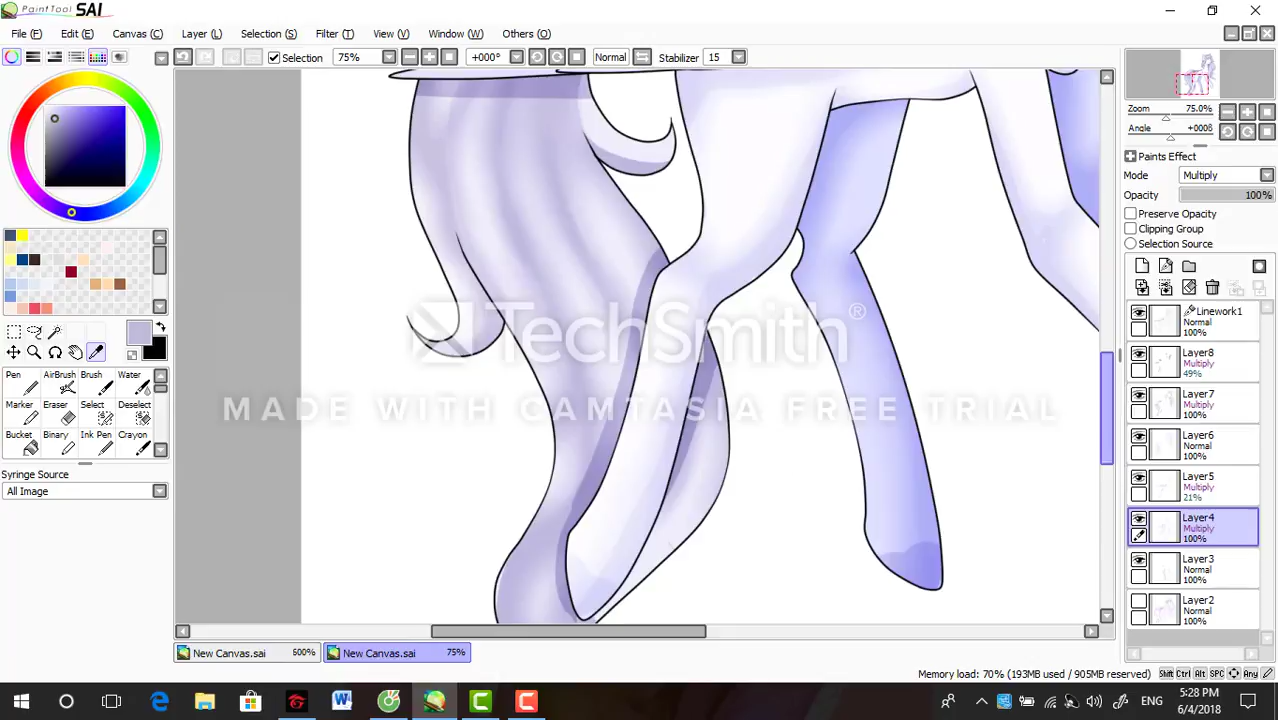 PaintTool SAI
File (F) Edit (E) Canvas (C) Layer (L) Selection (S) Filter (T) View (V) Window (W) Others (O)
Selection 75% +000° Normal Stabilizer 15
Zoom 75.0%
Angle +000°
Paints Effect
Mode Multiply
Opacity 100%
Preserve Opacity
Clipping Group
Selection Source
Linework1
Normal
100%
Layer8
Multiply
49%
Layer7
Multiply
100%
Layer6
Normal
100%
Layer5
Multiply
21%
Layer4
Multiply
100%
Layer3
Normal
100%
Layer2
Normal
100%
Pen AirBrush Brush Water
Marker Eraser Select Deselect
Bucket Binary Ink Pen Crayon
Syringe Source
All Image
TechSmith®
MADE WITH CAMTASIA FREE TRIAL
New Canvas.sai 600% New Canvas.sai 75%
Memory load: 70% (193MB used / 905MB reserved) Shift Ctrl Alt SPC Any
ENG
5:28 PM
6/4/2018